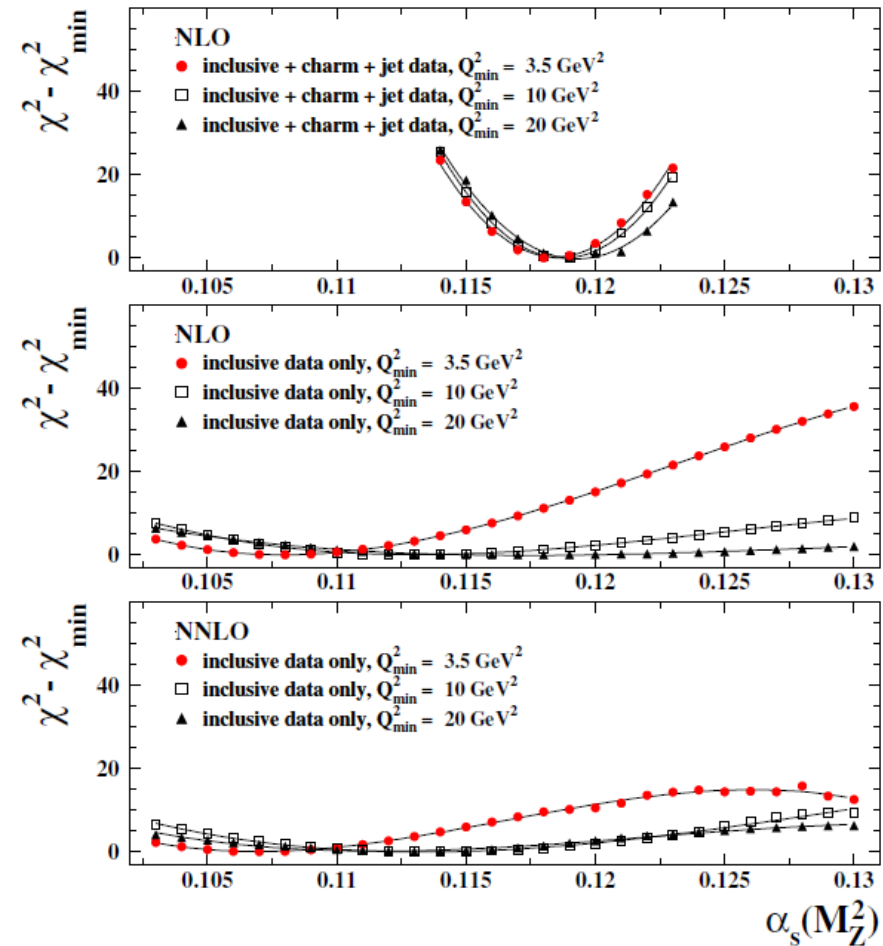 χ² - χ²min
NLO
inclusive + charm + jet data, Q²min = 3.5 GeV²
inclusive + charm + jet data, Q²min = 10 GeV²
inclusive + charm + jet data, Q²min = 20 GeV²
40
20
0
0.105 0.11 0.115 0.12 0.125 0.13
χ² - χ²min
NLO
inclusive data only, Q²min = 3.5 GeV²
inclusive data only, Q²min = 10 GeV²
inclusive data only, Q²min = 20 GeV²
40
20
0
0.105 0.11 0.115 0.12 0.125 0.13
χ² - χ²min
NNLO
inclusive data only, Q²min = 3.5 GeV²
inclusive data only, Q²min = 10 GeV²
inclusive data only, Q²min = 20 GeV²
40
20
0
0.105 0.11 0.115 0.12 0.125 0.13
αs(M²Z)